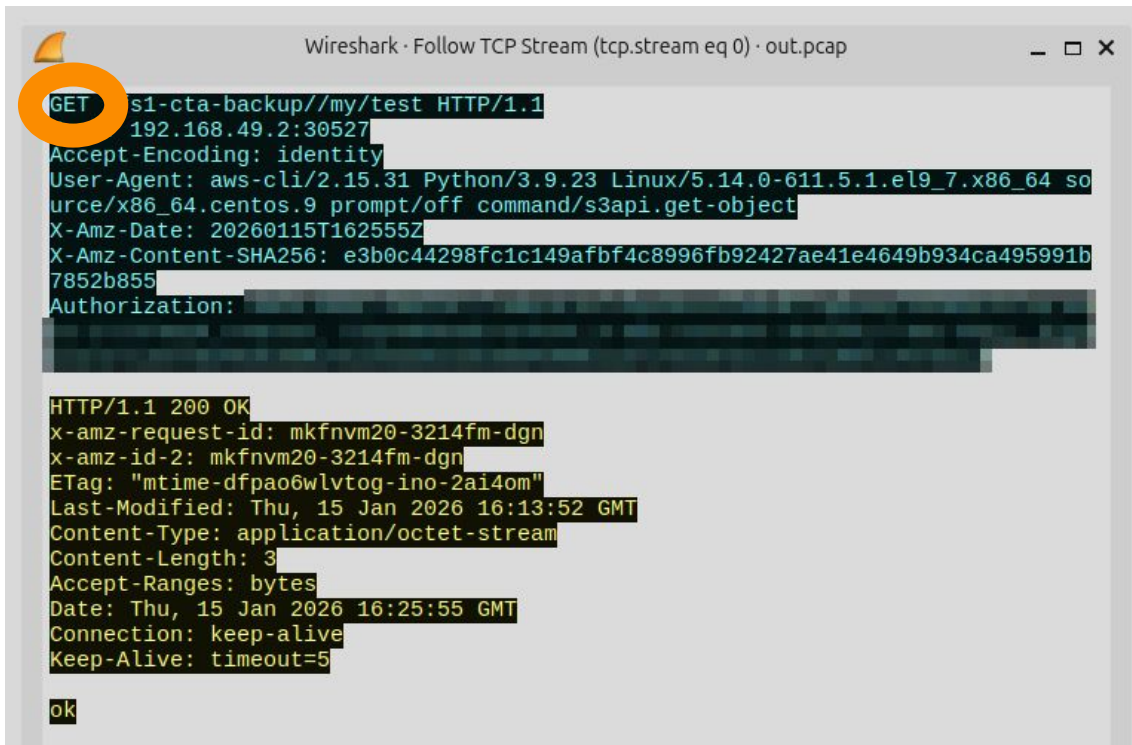 Wireshark · Follow TCP Stream (tcp.stream eq 0) · out.pcap
GET s1-cta-backup//my/test HTTP/1.1
192.168.49.2:30527
Accept-Encoding: identity
User-Agent: aws-cli/2.15.31 Python/3.9.23 Linux/5.14.0-611.5.1.el9_7.x86_64 so
urce/x86_64.centos.9 prompt/off command/s3api.get-object
X-Amz-Date: 20260115T162555Z
X-Amz-Content-SHA256: e3b0c44298fc1c149afbf4c8996fb92427ae41e4649b934ca495991b
7852b855
Authorization:
HTTP/1.1 200 OK
x-amz-request-id: mkfnvm20-3214fm-dgn
x-amz-id-2: mkfnvm20-3214fm-dgn
ETag: "mtime-dfpao6wlvtog-ino-2ai4om"
Last-Modified: Thu, 15 Jan 2026 16:13:52 GMT
Content-Type: application/octet-stream
Content-Length: 3
Accept-Ranges: bytes
Date: Thu, 15 Jan 2026 16:25:55 GMT
Connection: keep-alive
Keep-Alive: timeout=5
ok